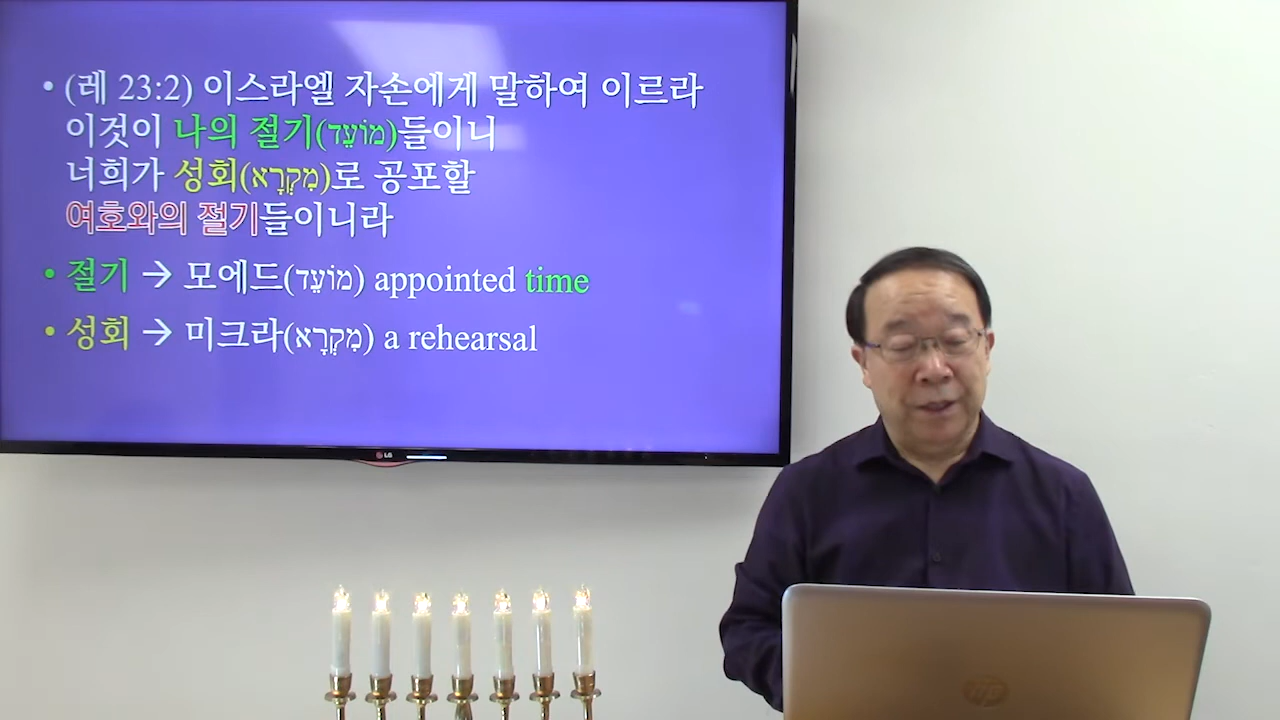 • (레 23:2) 이스라엘 자손에게 말하여 이르라
이것이 나의 절기(מוֹעֵד)들이니
너희가 성회(מִקְרָא)로 공포할
여호와의 절기들이니라
• 절기 → 모에드(מוֹעֵד) appointed time
• 성회 → 미크라(מִקְרָא) a rehearsal
LG
hp